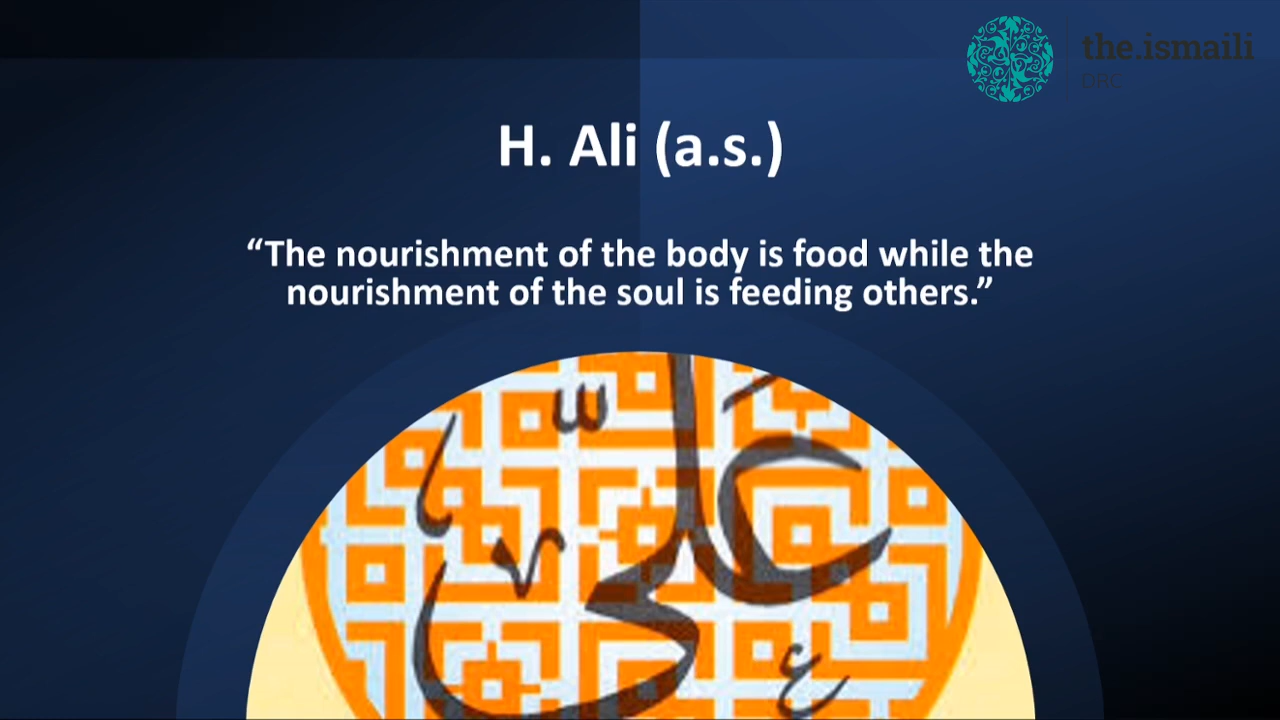 the.ismaili
DRC
H. Ali (a.s.)
“The nourishment of the body is food while the
nourishment of the soul is feeding others.”
عليّ